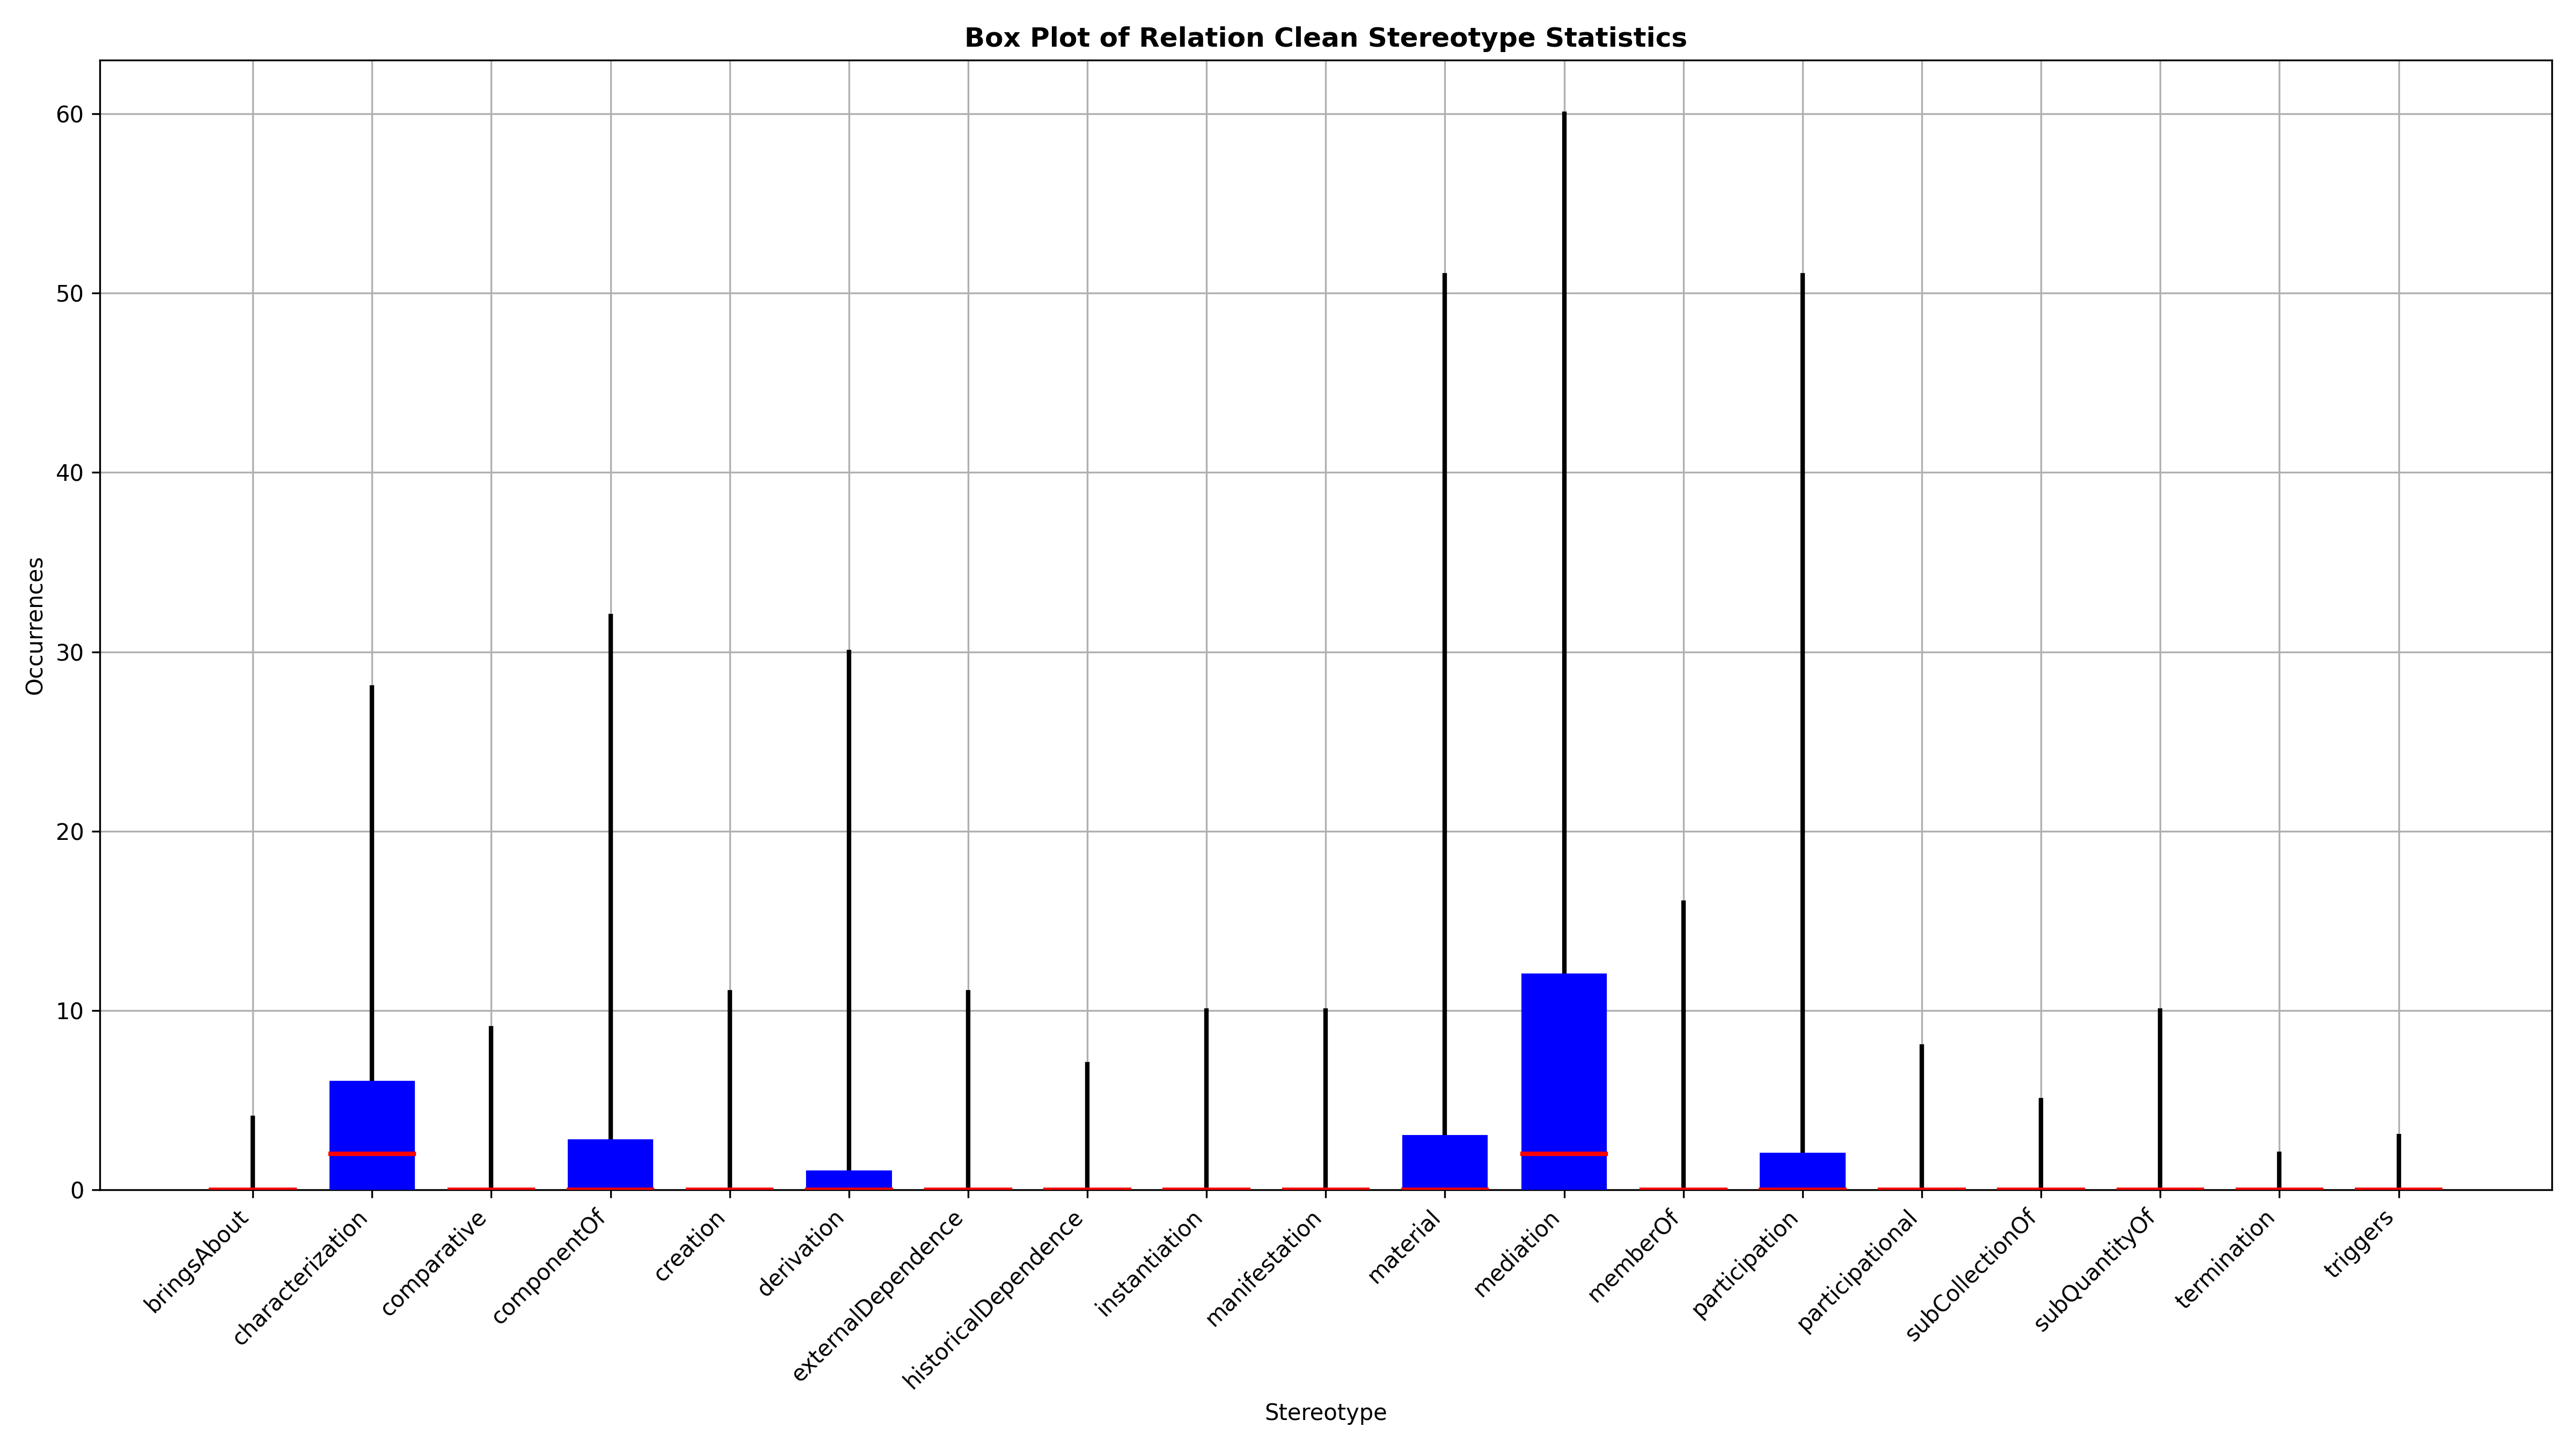 Box Plot of Relation Clean Stereotype Statistics
Occurrences
60
50
40
30
20
10
0
bringsAbout
characterization
comparative
componentOf
creation
derivation
externalDependence
historicalDependence
instantiation
manifestation
material
mediation
memberOf
participation
participational
subCollectionOf
subQuantityOf
termination
triggers
Stereotype